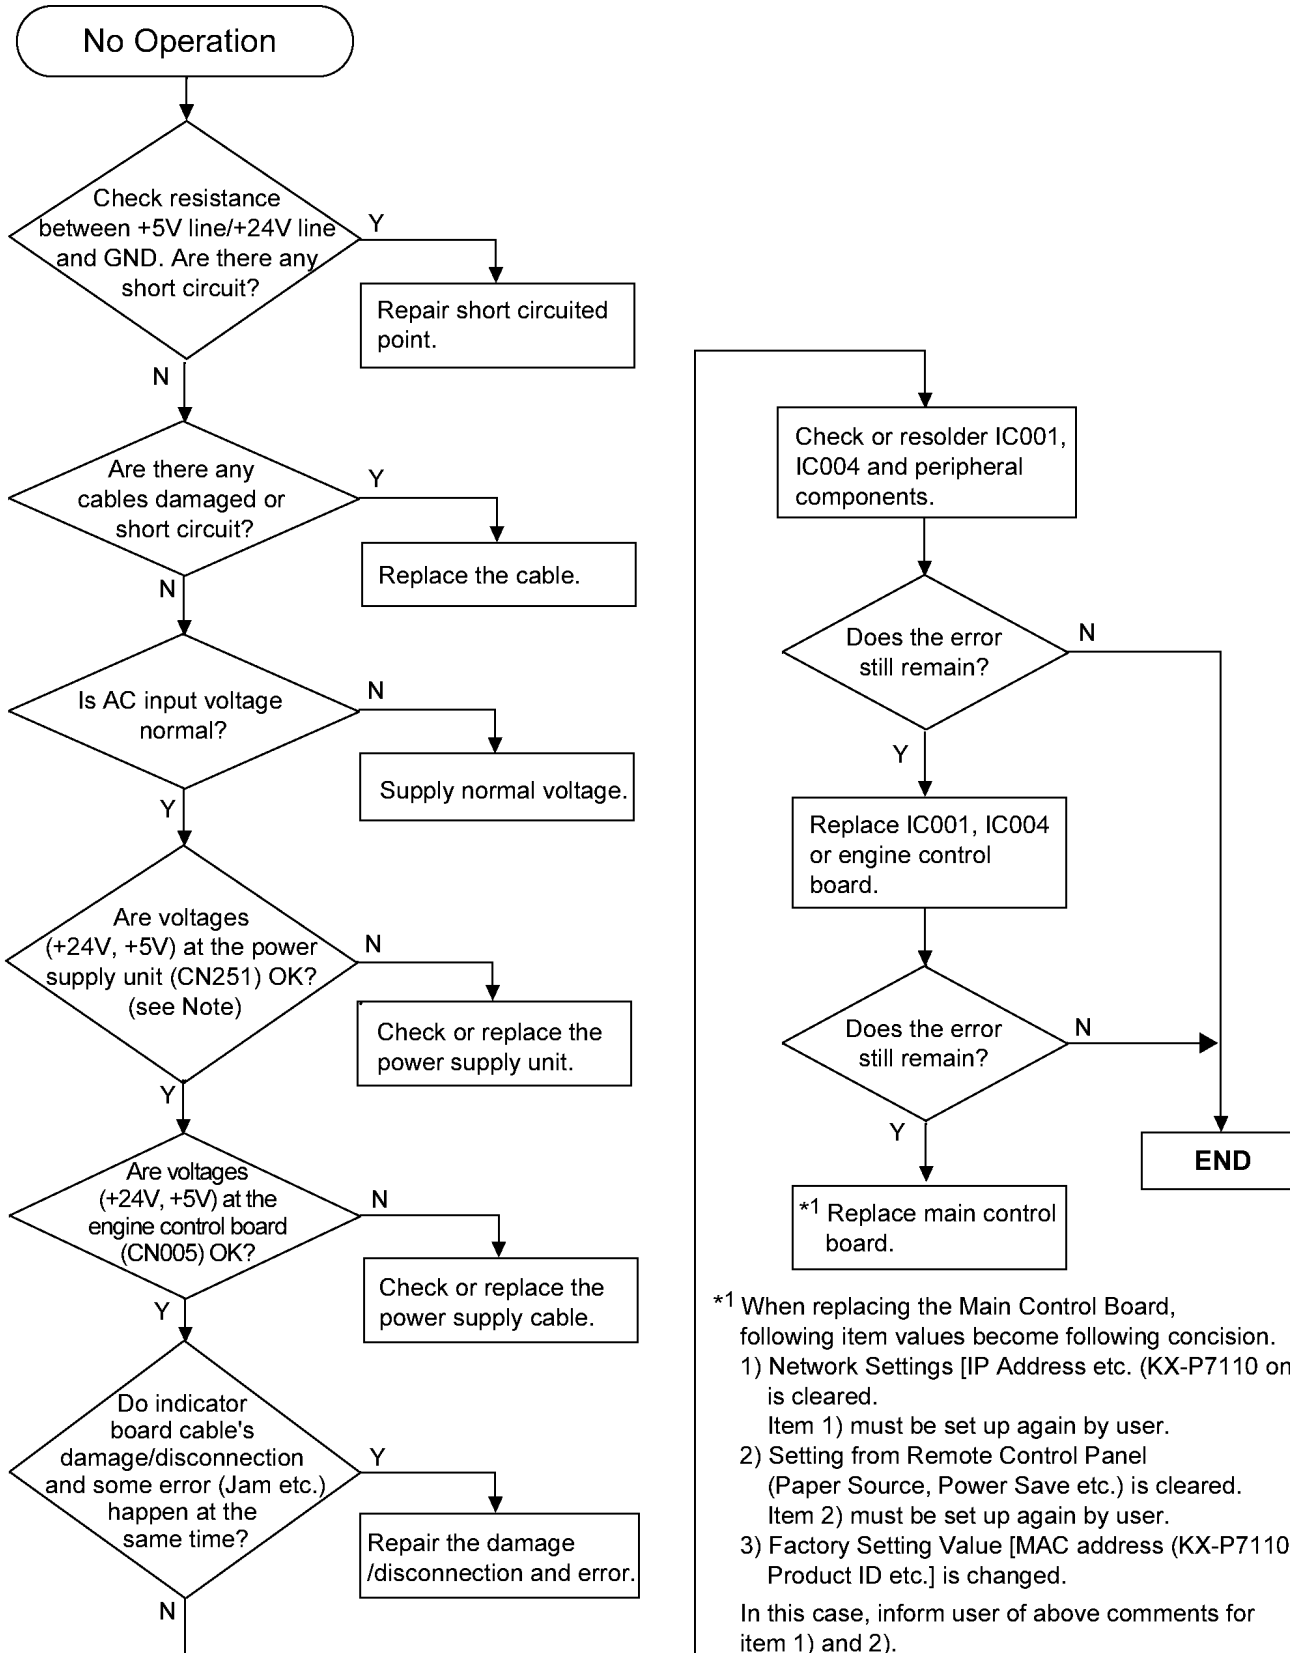 No Operation
Check resistance
between +5V line/+24V line
and GND. Are there any
short circuit?
Y
Repair short circuited
point.
N
Are there any
cables damaged or
short circuit?
Y
Replace the cable.
N
Is AC input voltage
normal?
N
Supply normal voltage.
Y
Are voltages
(+24V, +5V) at the power
supply unit (CN251) OK?
(see Note)
N
Check or replace the
power supply unit.
Y
Are voltages
(+24V, +5V) at the
engine control board
(CN005) OK?
N
Check or replace the
power supply cable.
Y
Do indicator
board cable's
damage/disconnection
and some error (Jam etc.)
happen at the
same time?
Y
Repair the damage
/disconnection and error.
N
Check or resolder IC001,
IC004 and peripheral
components.
Does the error
still remain?
N
Y
Replace IC001, IC004
or engine control
board.
Does the error
still remain?
N
Y
END
*1 Replace main control
board.
*1 When replacing the Main Control Board,
following item values become following concision.
1) Network Settings [IP Address etc. (KX-P7110 on
is cleared.
Item 1) must be set up again by user.
2) Setting from Remote Control Panel
(Paper Source, Power Save etc.) is cleared.
Item 2) must be set up again by user.
3) Factory Setting Value [MAC address (KX-P7110
Product ID etc.] is changed.
In this case, inform user of above comments for
item 1) and 2).